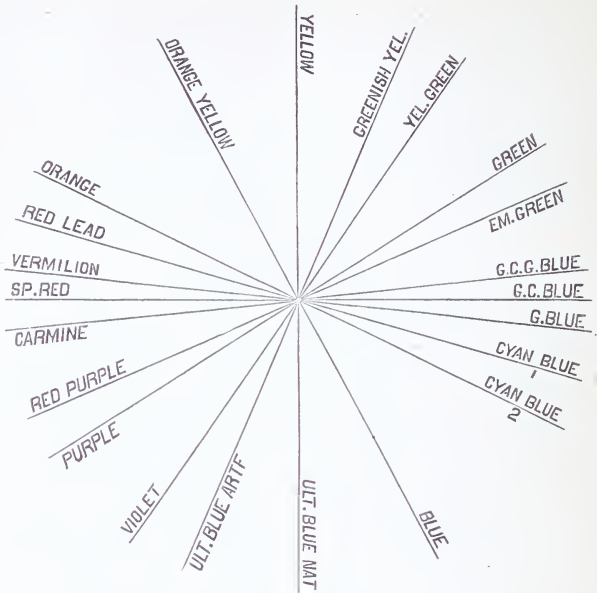 YELLOW
GREENISH YEL.
YEL. GREEN
GREEN
EM. GREEN
G.C.G. BLUE
G.C. BLUE
G. BLUE
CYAN BLUE
1
CYAN BLUE
2
BLUE
ULT. BLUE NAT
ULT. BLUE ARTF
VIOLET
PURPLE
RED PURPLE
CARMINE
SP. RED
VERMILION
RED LEAD
ORANGE
ORANGE YELLOW